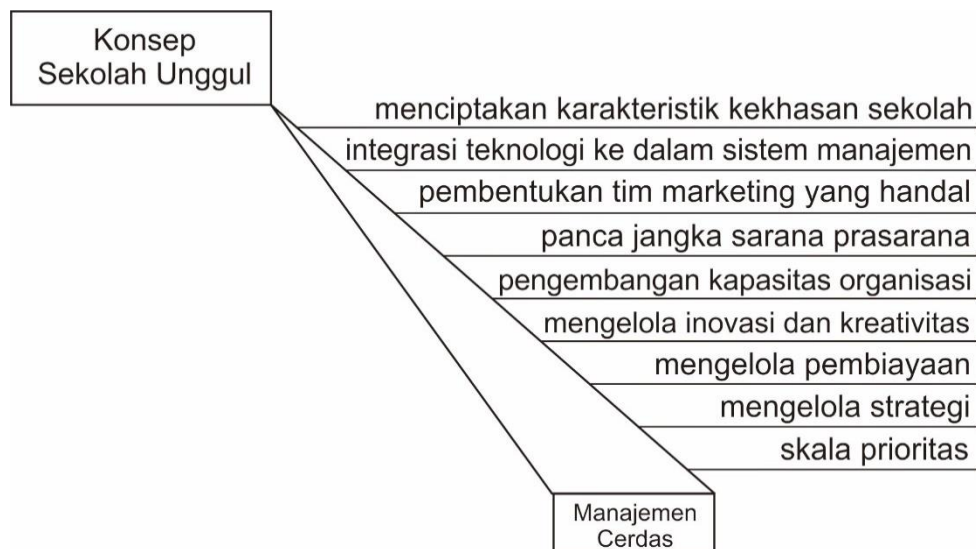 Konsep
Sekolah Unggul
menciptakan karakteristik kekhasan sekolah
integrasi teknologi ke dalam sistem manajemen
pembentukan tim marketing yang handal
panca jangka sarana prasarana
pengembangan kapasitas organisasi
mengelola inovasi dan kreativitas
mengelola pembiayaan
mengelola strategi
skala prioritas
Manajemen
Cerdas